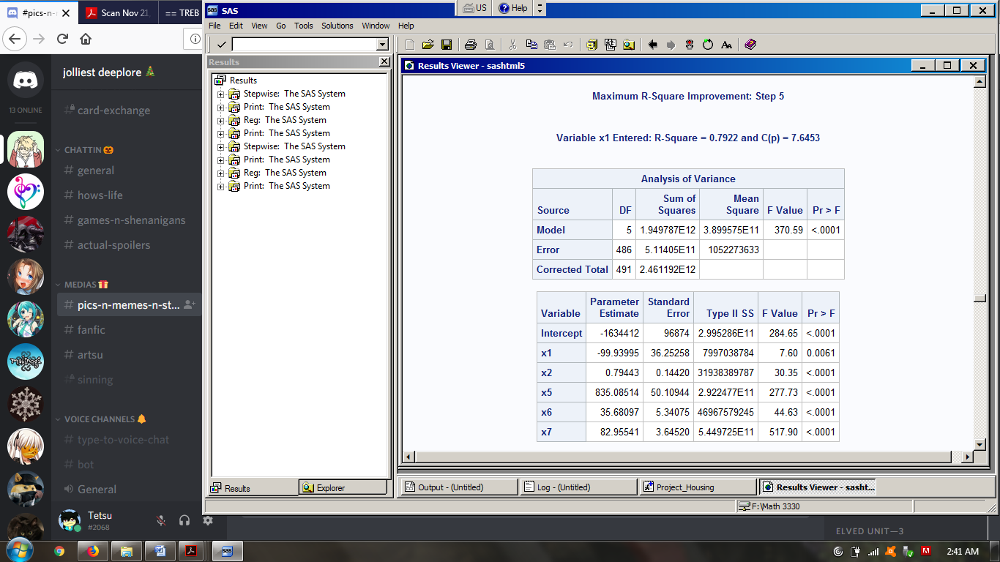 #pics-n-
Scan Nov 21,
== TREB
US
Help
SAS
File Edit View Go Tools Solutions Window Help
jolliest deeplore
13 ONLINE
card-exchange
CHATTIN
general
hows-life
games-n-shenanigans
actual-spoilers
MEDIAS
pics-n-memes-n-st...
fanfic
artsu
sinning
VOICE CHANNELS
type-to-voice-chat
bot
General
Tetsu
#2068
Results
Results
Stepwise: The SAS System
Print: The SAS System
Reg: The SAS System
Print: The SAS System
Stepwise: The SAS System
Print: The SAS System
Reg: The SAS System
Print: The SAS System
Results
Explorer
Results Viewer - sashtml5
Maximum R-Square Improvement: Step 5
Variable x1 Entered: R-Square = 0.7922 and C(p) = 7.6453
Analysis of Variance
Source DF Sum of Squares Mean Square F Value Pr > F
Model 5 1.949787E12 3.899575E11 370.59 <.0001
Error 486 5.11405E11 1052273633
Corrected Total 491 2.461192E12
Variable Parameter Estimate Standard Error Type II SS F Value Pr > F
Intercept -1634412 96874 2.995286E11 284.65 <.0001
x1 -99.93995 36.25258 7997038784 7.60 0.0061
x2 0.79443 0.14420 31938389787 30.35 <.0001
x5 835.08514 50.10944 2.922477E11 277.73 <.0001
x6 35.68097 5.34075 46967579245 44.63 <.0001
x7 82.95541 3.64520 5.449725E11 517.90 <.0001
Output - (Untitled)
Log - (Untitled)
Project_Housing
Results Viewer - sasht...
F:\Math 3330
ELVED UNIT—3
2:41 AM